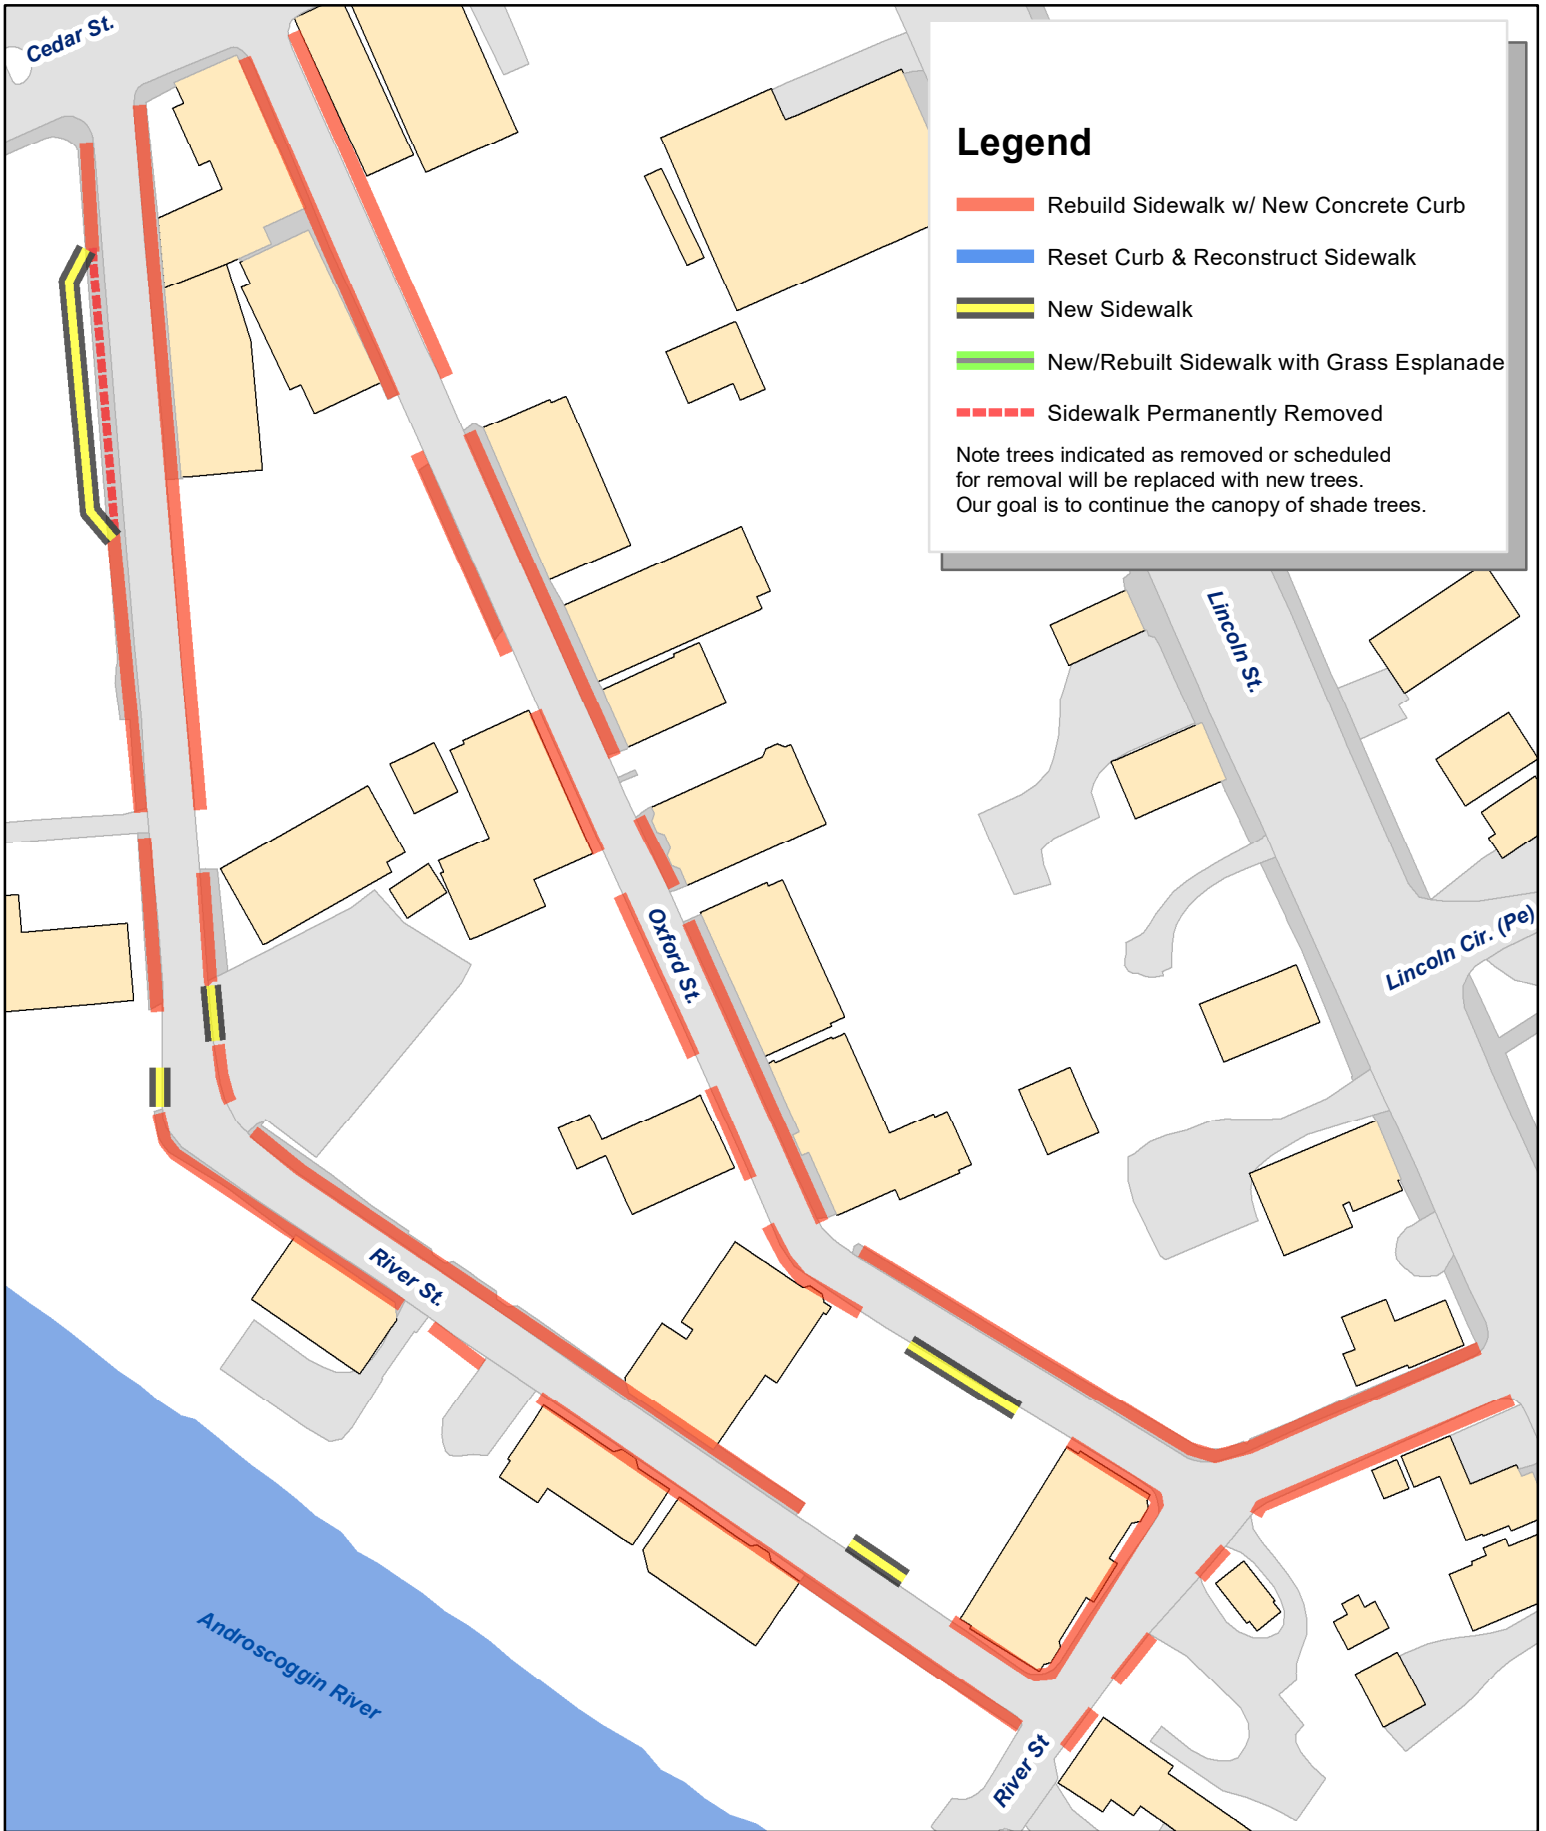 Cedar St.
Legend
Rebuild Sidewalk w/ New Concrete Curb
Reset Curb & Reconstruct Sidewalk
New Sidewalk
New/Rebuilt Sidewalk with Grass Esplanade
Sidewalk Permanently Removed
Note trees indicated as removed or scheduled
for removal will be replaced with new trees.
Our goal is to continue the canopy of shade trees.
Lincoln St.
Lincoln Cir. (Pe)
Oxford St.
River St.
Androscoggin River
River St